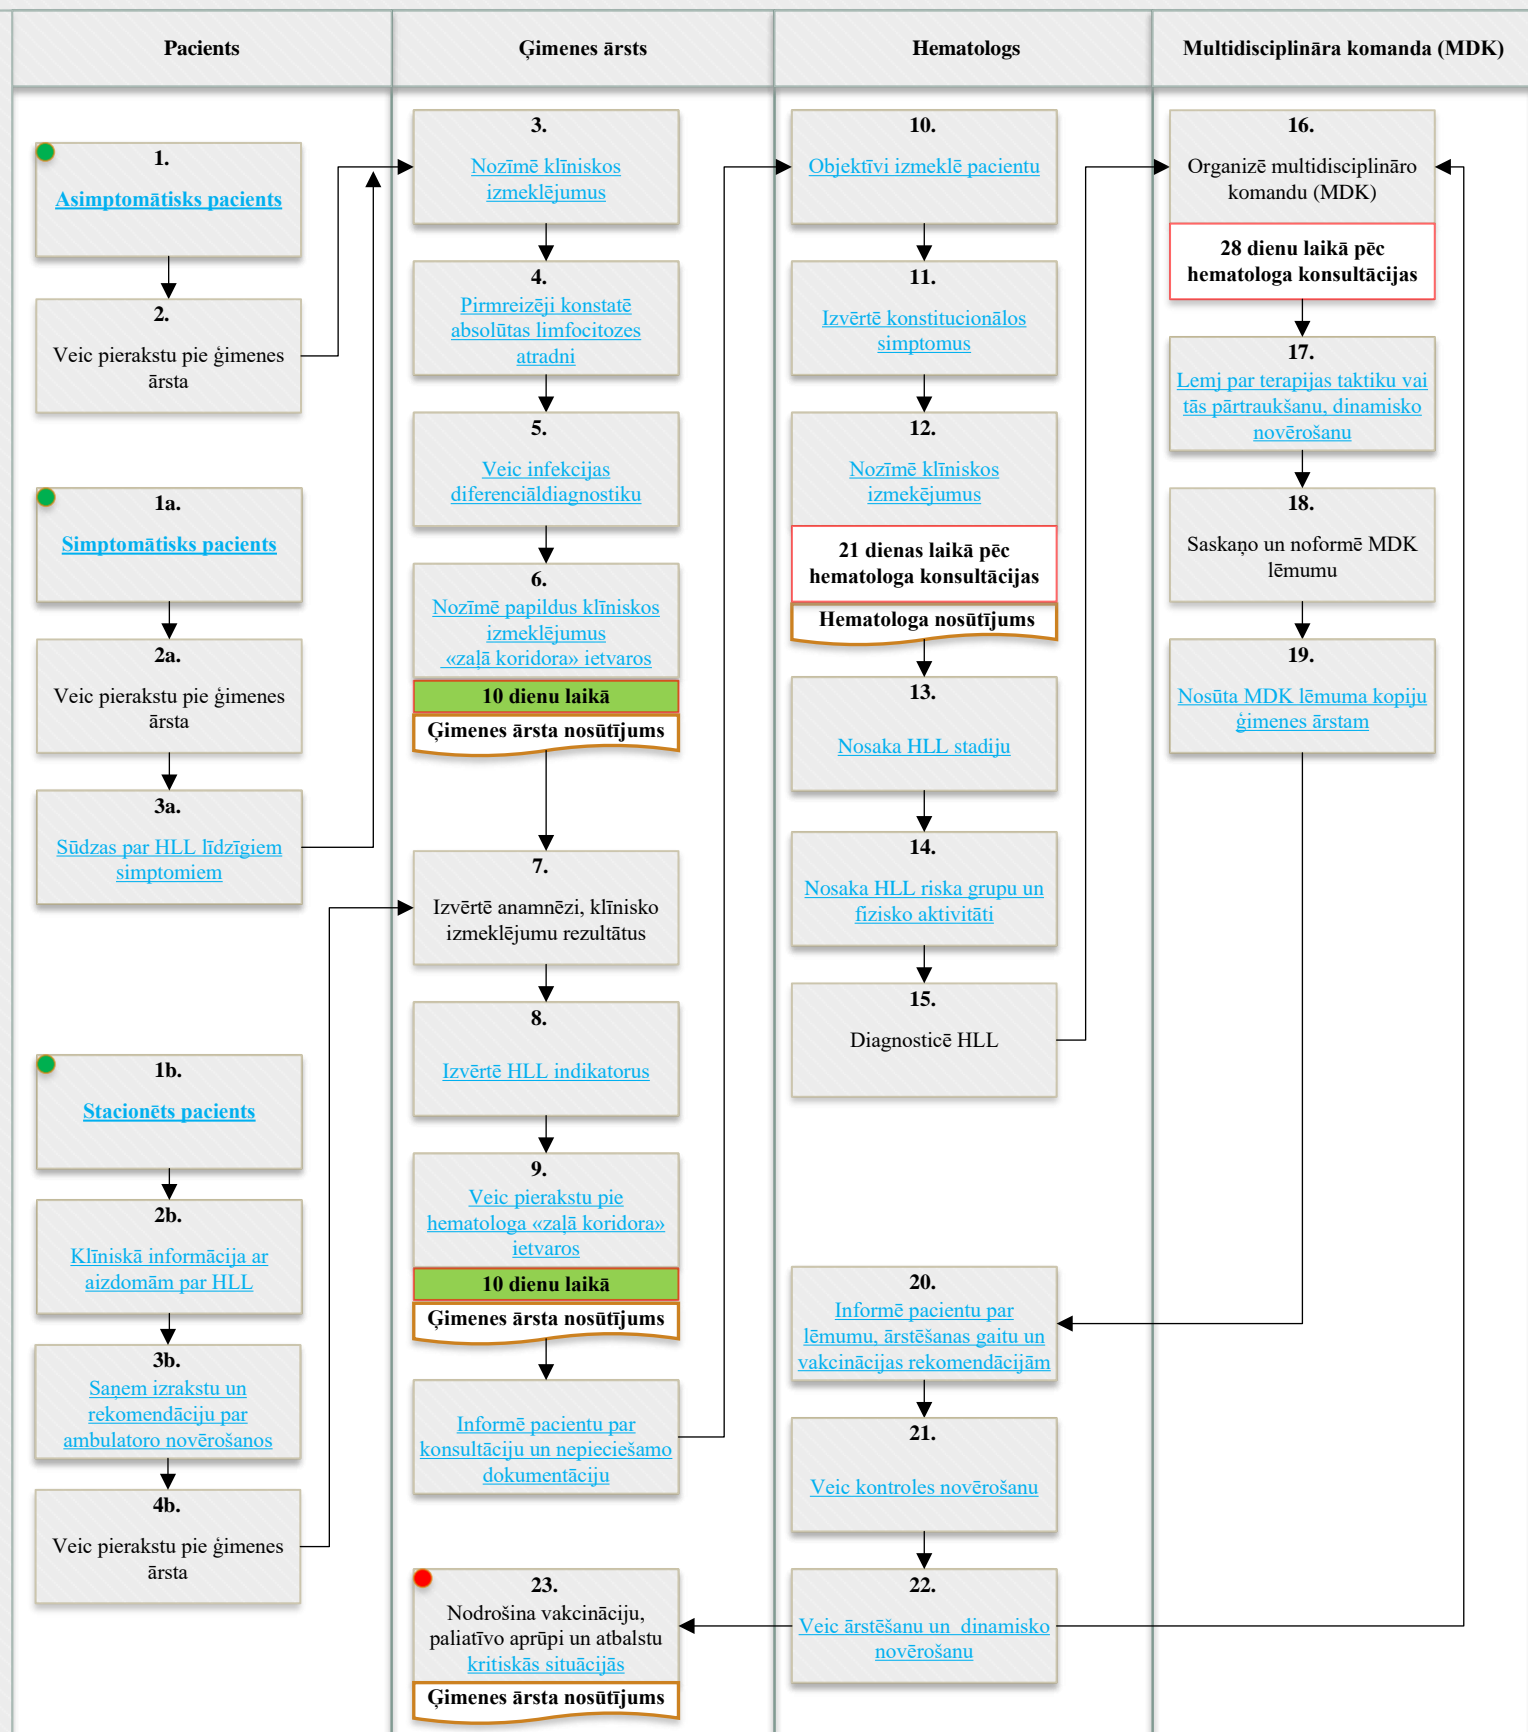 Pacients
Ģimenes ārsts
Hematologs
Multidisciplināra komanda (MDK)
1.
Asimptomātisks pacients
2.
Veic pierakstu pie ģimenes
ārsta
1a.
Simptomātisks pacients
2a.
Veic pierakstu pie ģimenes
ārsta
3a.
Sūdzas par HLL līdzīgiem
simptomiem
1b.
Stacionēts pacients
2b.
Klīniskā informācija ar
aizdomām par HLL
3b.
Saņem izrakstu un
rekomendāciju par
ambulatoro novērošanos
4b.
Veic pierakstu pie ģimenes
ārsta
3.
Nozīmē klīniskos
izmeklējumus
4.
Pirmreizēji konstatē
absolūtas limfocitozes
atradni
5.
Veic infekcijas
diferenciāldiagnostiku
6.
Nozīmē papildus klīniskos
izmeklējumus
«zaļā koridora» ietvaros
10 dienu laikā
Ģimenes ārsta nosūtījums
7.
Izvērtē anamnēzi, klīnisko
izmeklējumu rezultātus
8.
Izvērtē HLL indikatorus
9.
Veic pierakstu pie
hematologa «zaļā koridora»
ietvaros
10 dienu laikā
Ģimenes ārsta nosūtījums
Informē pacientu par
konsultāciju un nepieciešamo
dokumentāciju
23.
Nodrošina vakcināciju,
paliatīvo aprūpi un atbalstu
kritiskās situācijās
Ģimenes ārsta nosūtījums
10.
Objektīvi izmeklē pacientu
11.
Izvērtē konstitucionālos
simptomus
12.
Nozīmē klīniskos
izmekējumus
21 dienas laikā pēc
hematologa konsultācijas
Hematologa nosūtījums
13.
Nosaka HLL stadiju
14.
Nosaka HLL riska grupu un
fizisko aktivitāti
15.
Diagnosticē HLL
20.
Informē pacientu par
lēmumu, ārstēšanas gaitu un
vakcinācijas rekomendācijām
21.
Veic kontroles novērošanu
22.
Veic ārstēšanu un dinamisko
novērošanu
16.
Organizē multidisciplināro
komandu (MDK)
28 dienu laikā pēc
hematologa konsultācijas
17.
Lemj par terapijas taktiku vai
tās pārtraukšanu, dinamisko
novērošanu
18.
Saskaņo un noformē MDK
lēmumu
19.
Nosūta MDK lēmuma kopiju
ģimenes ārstam